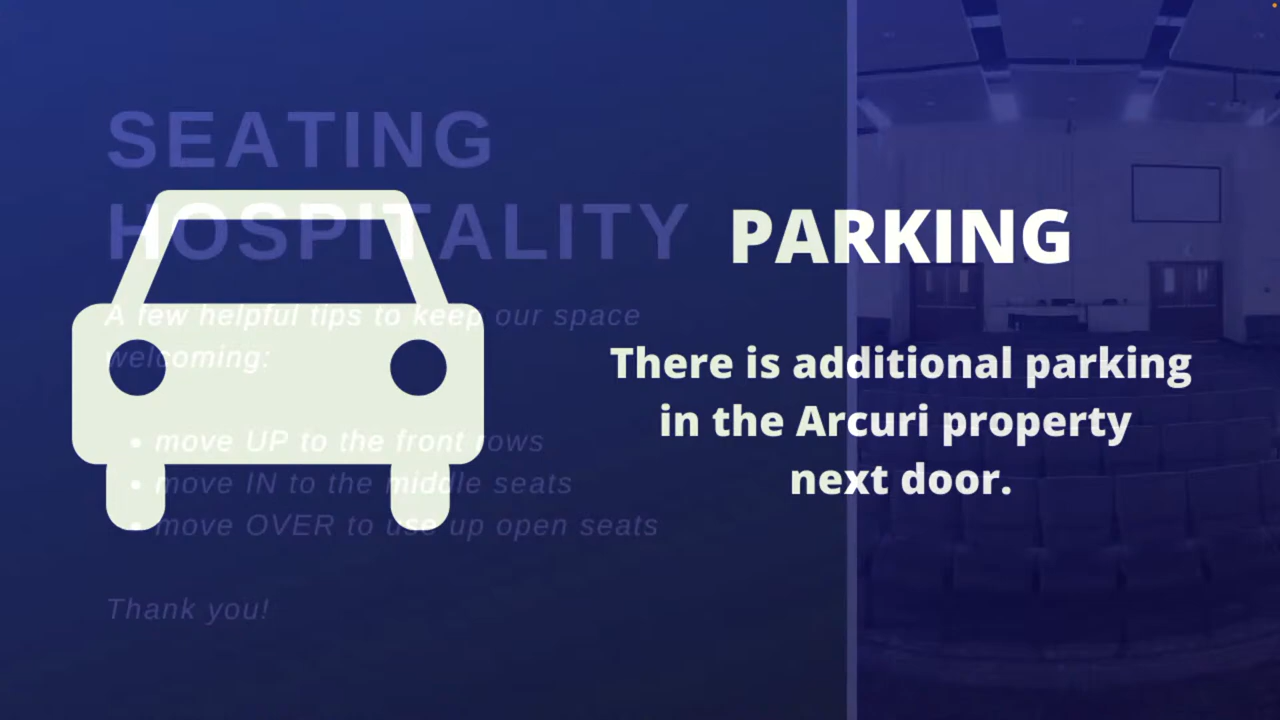 SEATING
HOSPITALITY
A few helpful tips to keep our space
welcoming:
• move UP to the front rows
• move IN to the middle seats
• move OVER to use up open seats
Thank you!
PARKING
There is additional parking
in the Arcuri property
next door.